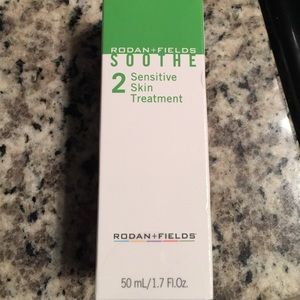 RODAN+FIELDS
SOOTHE
2 Sensitive
Skin
Treatment
RODAN+FIELDS®
50 mL/1.7 Fl.Oz.